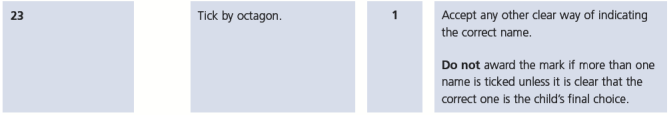 23 Tick by octagon. 1 Accept any other clear way of indicating
the correct name.
Do not award the mark if more than one
name is ticked unless it is clear that the
correct one is the child's final choice.